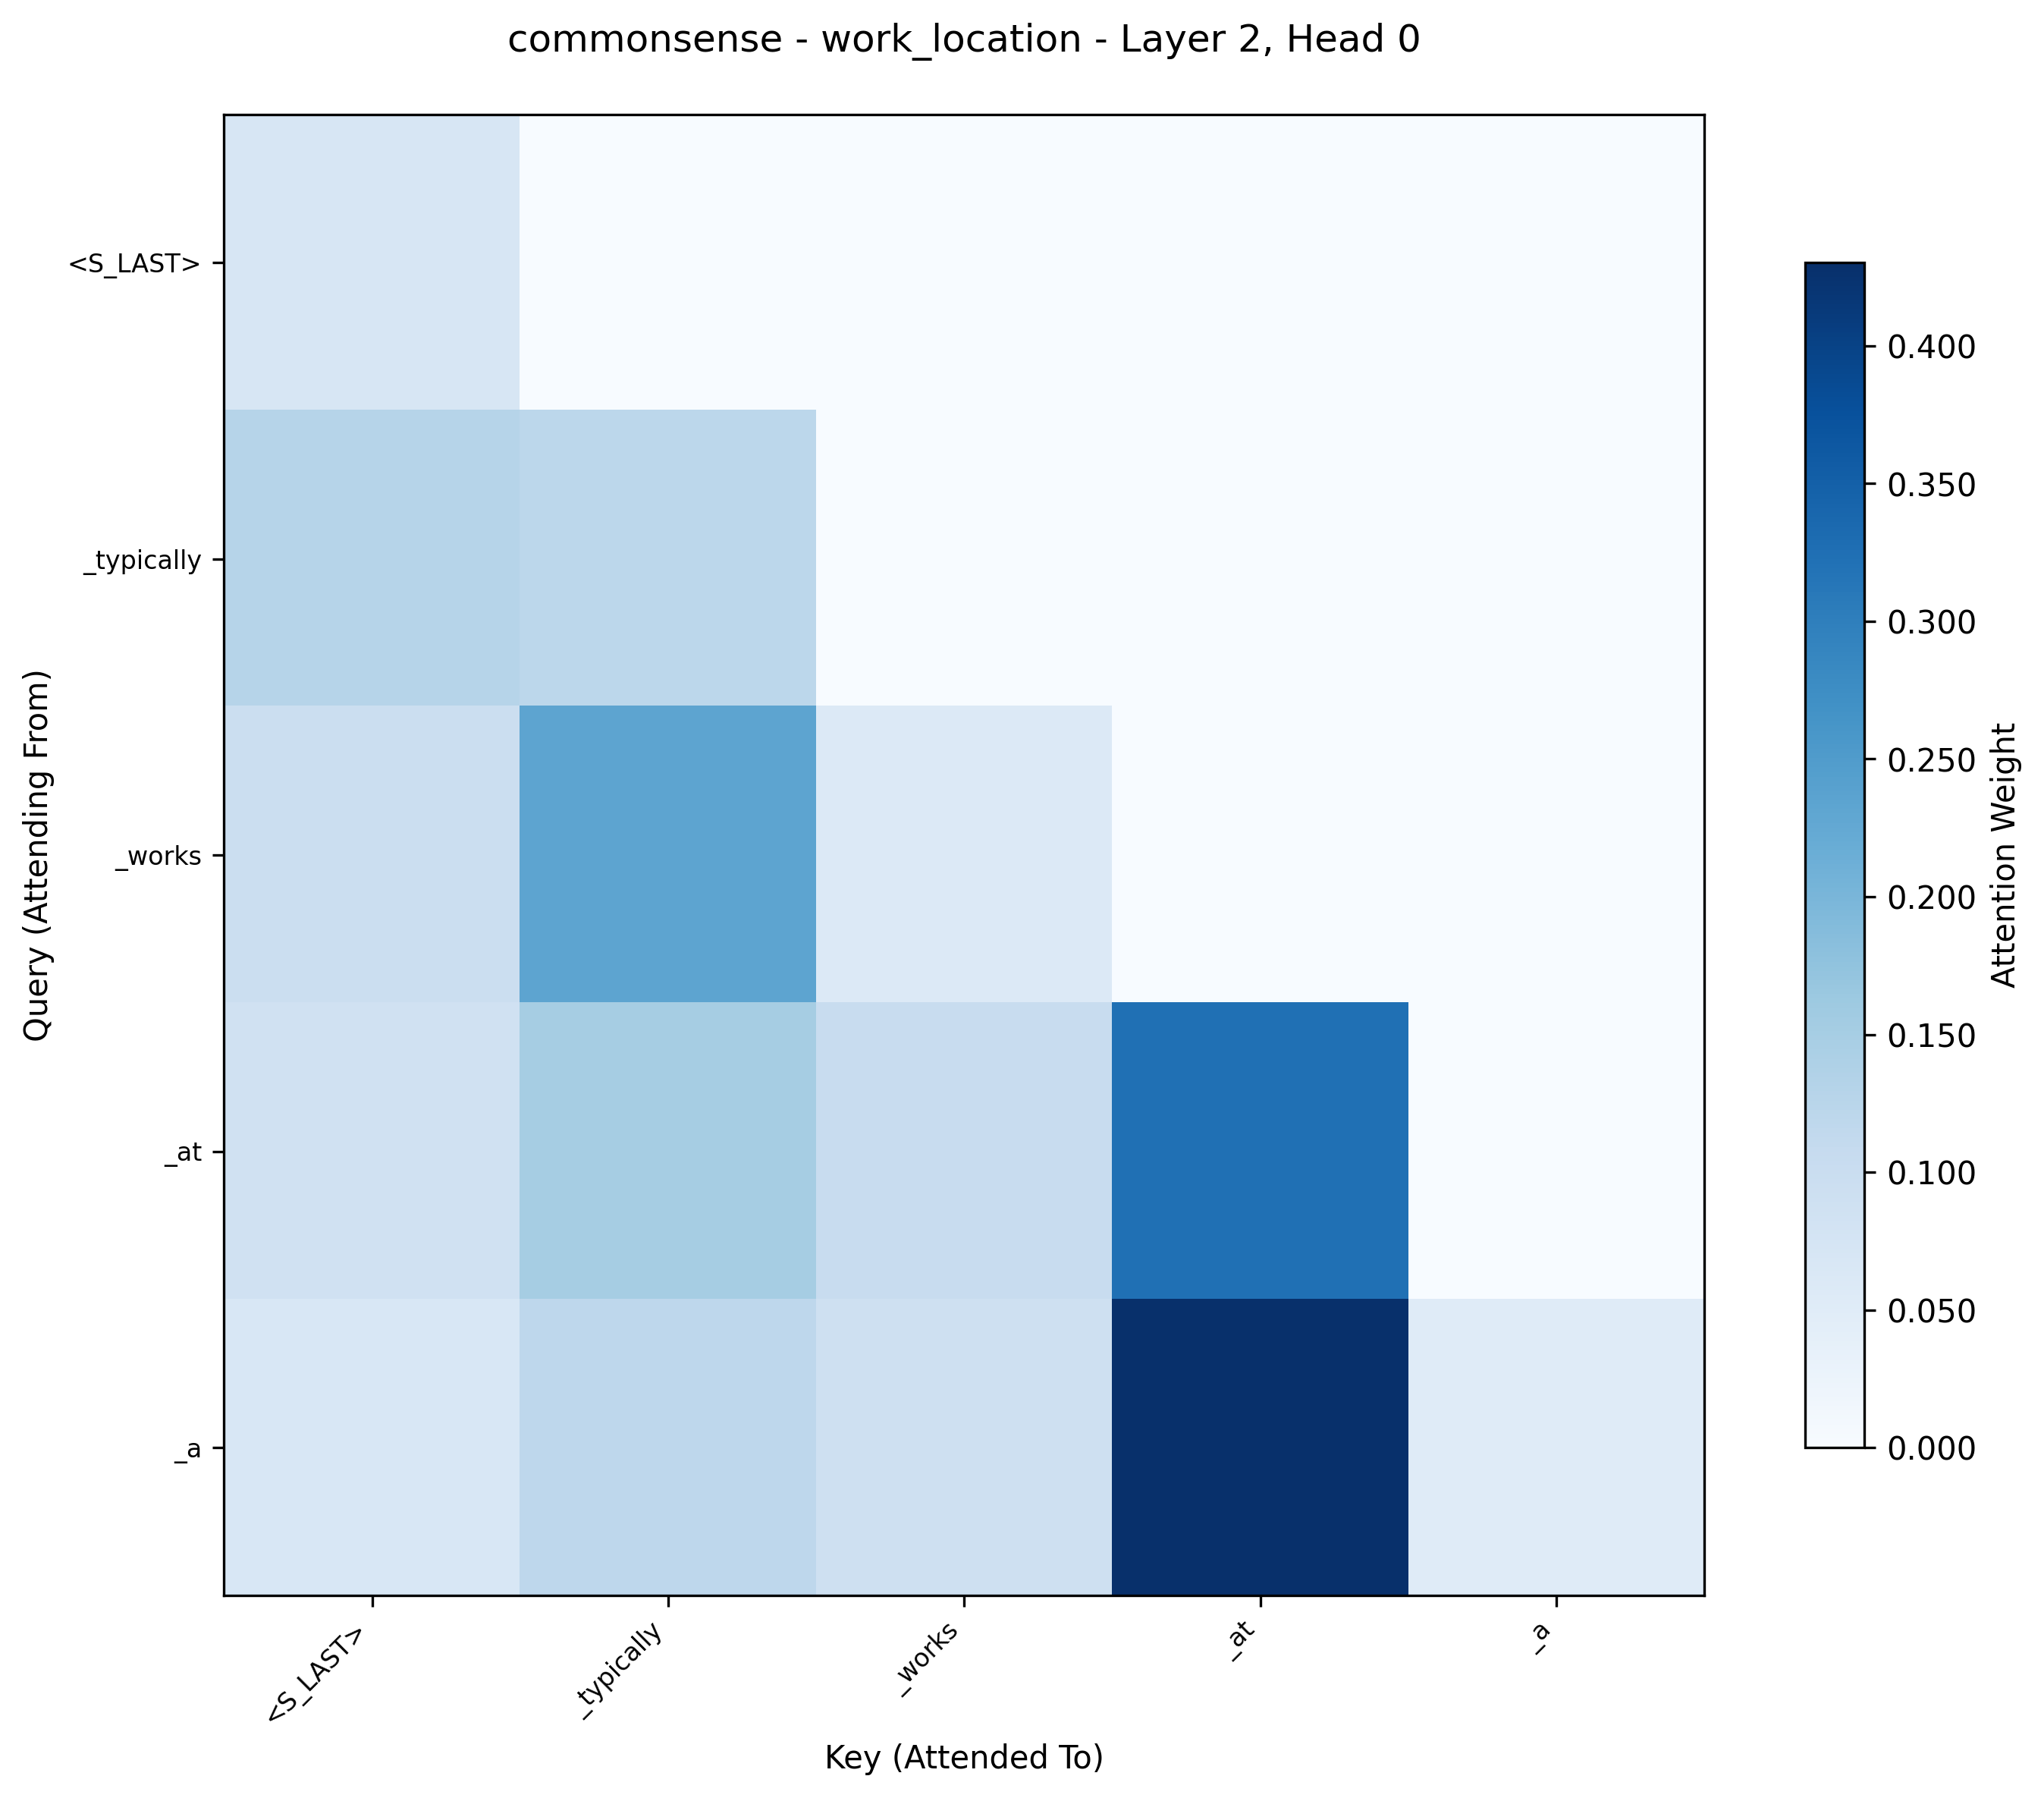 commonsense - work_location - Layer 2, Head 0
Query (Attending From)
<S_LAST>
_typically
_works
_at
_a
<S_LAST>
_typically
_works
_at
_a
Key (Attended To)
0.400
0.350
0.300
0.250
0.200
0.150
0.100
0.050
0.000
Attention Weight